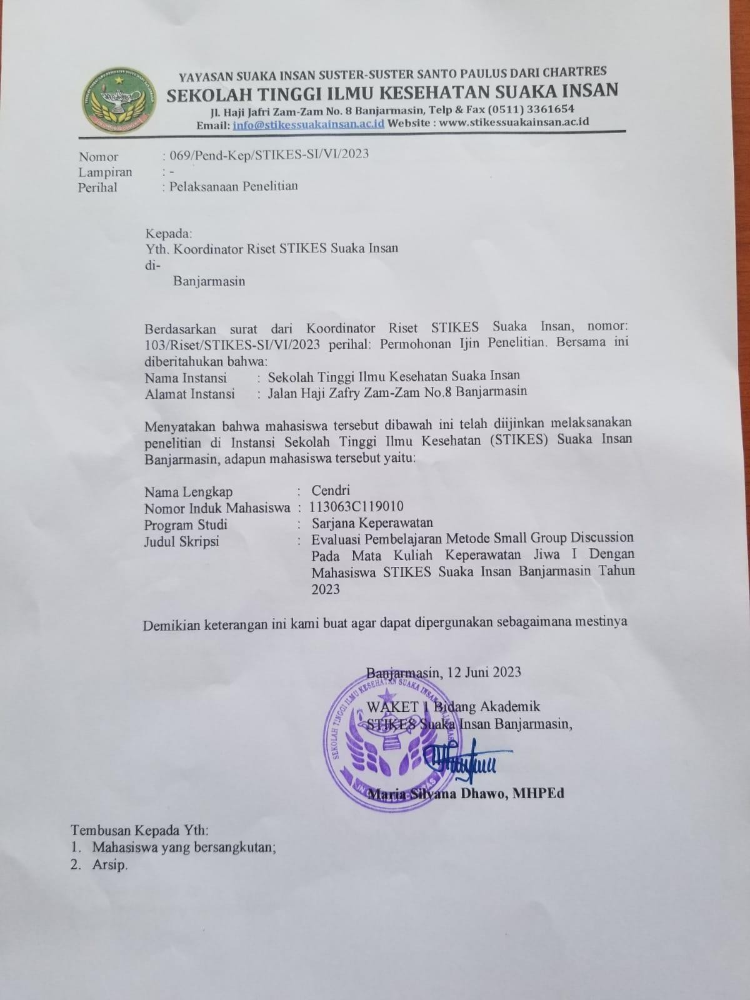 YAYASAN SUAKA INSAN SUSTER-SUSTER SANTO PAULUS DARI CHARTRES
SEKOLAH TINGGI ILMU KESEHATAN SUAKA INSAN
Jl. Haji Jafri Zam-Zam No. 8 Banjarmasin, Telp & Fax (0511) 3361654
Email: info@stikessuakainsan.ac.id Website : www.stikessuakainsan.ac.id
Nomor : 069/Pend-Kep/STIKES-SI/VI/2023
Lampiran : -
Perihal : Pelaksanaan Penelitian
Kepada:
Yth. Koordinator Riset STIKES Suaka Insan
di-
Banjarmasin
Berdasarkan surat dari Koordinator Riset STIKES Suaka Insan, nomor:
103/Riset/STIKES-SI/VI/2023 perihal: Permohonan Ijin Penelitian. Bersama ini
diberitahukan bahwa:
Nama Instansi : Sekolah Tinggi Ilmu Kesehatan Suaka Insan
Alamat Instansi : Jalan Haji Zafry Zam-Zam No.8 Banjarmasin
Menyatakan bahwa mahasiswa tersebut dibawah ini telah diijinkan melaksanakan
penelitian di Instansi Sekolah Tinggi Ilmu Kesehatan (STIKES) Suaka Insan
Banjarmasin, adapun mahasiswa tersebut yaitu:
Nama Lengkap : Cendri
Nomor Induk Mahasiswa : 113063C119010
Program Studi : Sarjana Keperawatan
Judul Skripsi : Evaluasi Pembelajaran Metode Small Group Discussion
Pada Mata Kuliah Keperawatan Jiwa I Dengan
Mahasiswa STIKES Suaka Insan Banjarmasin Tahun
2023
Demikian keterangan ini kami buat agar dapat dipergunakan sebagaimana mestinya
Banjarmasin, 12 Juni 2023
WAKET 1 Bidang Akademik
STIKES Suaka Insan Banjarmasin,
SEKOLAH TINGGI ILMU KESEHATAN SUAKA INSAN
Maria Silvana Dhawo, MHPEd
Tembusan Kepada Yth:
1. Mahasiswa yang bersangkutan;
2. Arsip.